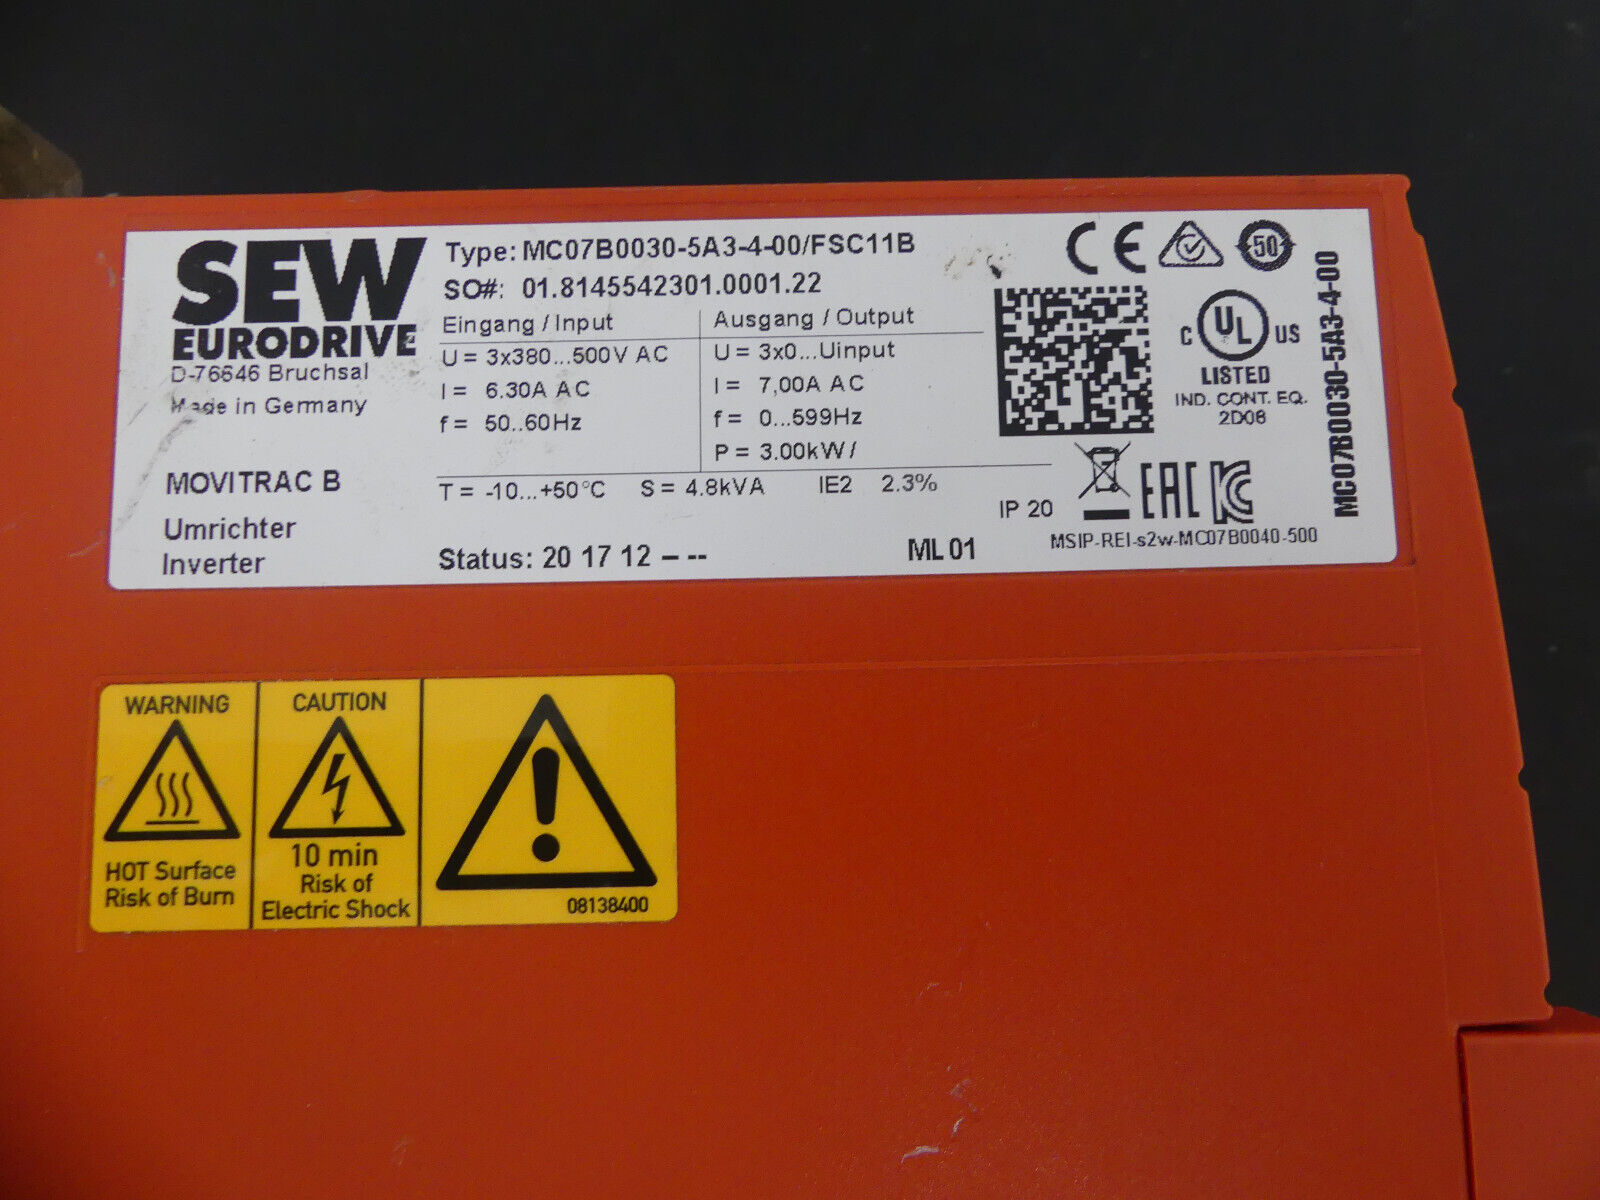 SEW
EURODRIVE
D-76646 Bruchsal
Made in Germany
MOVITRAC B
Umrichter
Inverter
Type: MC07B0030-5A3-4-00/FSC11B
SO#: 01.8145542301.0001.22
Eingang / Input
U = 3x380...500V AC
I = 6.30A AC
f = 50..60Hz
Ausgang / Output
U = 3x0...Uinput
I = 7,00A AC
f = 0...599Hz
P = 3.00kW /
T = -10...+50°C S = 4.8kVA IE2 2.3%
Status: 20 17 12 – -- ML 01
IP 20
CE
50
C UL US
LISTED
IND. CONT. EQ.
2D06
EAC
MSIP-REI-s2w-MC07B0040-500
MC07B0030-5A3-4-00
WARNING
HOT Surface
Risk of Burn
CAUTION
10 min
Risk of
Electric Shock
08138400